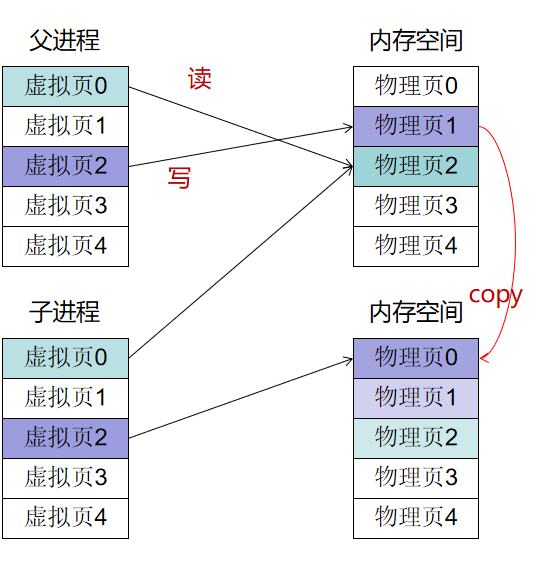 父进程
虚拟页0
虚拟页1
虚拟页2
虚拟页3
虚拟页4
读
写
内存空间
物理页0
物理页1
物理页2
物理页3
物理页4
copy
子进程
虚拟页0
虚拟页1
虚拟页2
虚拟页3
虚拟页4
内存空间
物理页0
物理页1
物理页2
物理页3
物理页4